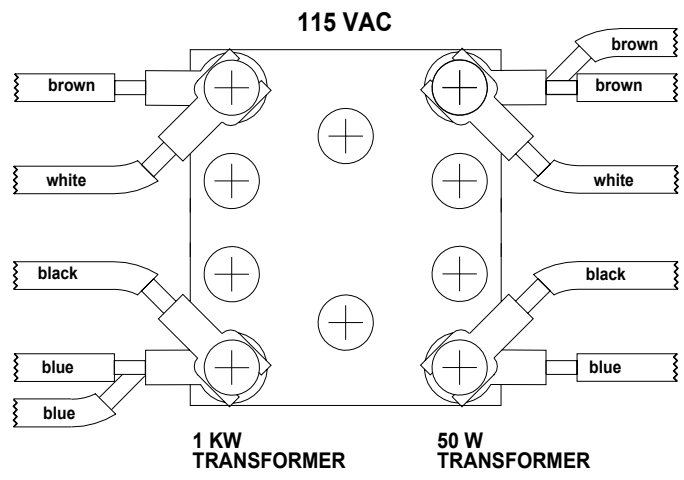 115 VAC
brown
brown
brown
white
white
black
black
blue
blue
blue
1 KW
TRANSFORMER
50 W
TRANSFORMER